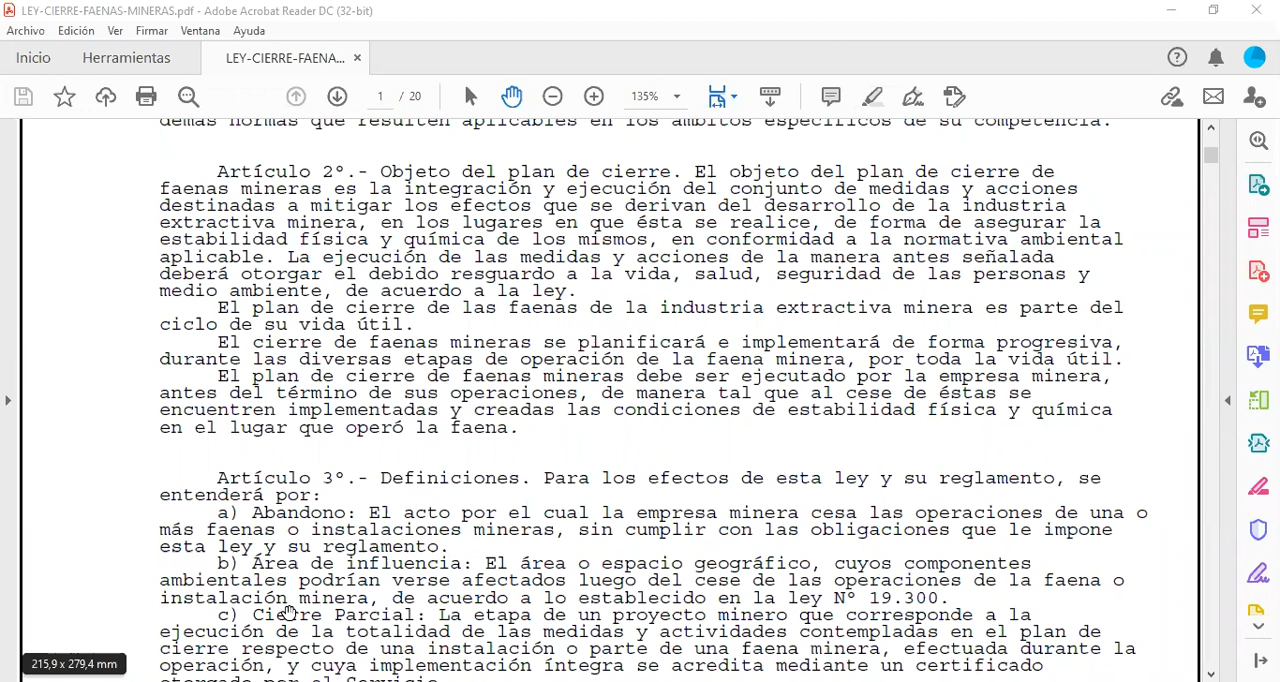 LEY-CIERRE-FAENAS-MINERAS.pdf - Adobe Acrobat Reader DC (32-bit)
Archivo Edición Ver Firmar Ventana Ayuda
Inicio Herramientas LEY-CIERRE-FAENA... ×
1 / 20 135%
demás normas que resulten aplicables en los ámbitos específicos de su competencia.
Artículo 2º.- Objeto del plan de cierre. El objeto del plan de cierre de
faenas mineras es la integración y ejecución del conjunto de medidas y acciones
destinadas a mitigar los efectos que se derivan del desarrollo de la industria
extractiva minera, en los lugares en que ésta se realice, de forma de asegurar la
estabilidad física y química de los mismos, en conformidad a la normativa ambiental
aplicable. La ejecución de las medidas y acciones de la manera antes señalada
deberá otorgar el debido resguardo a la vida, salud, seguridad de las personas y
medio ambiente, de acuerdo a la ley.
El plan de cierre de las faenas de la industria extractiva minera es parte del
ciclo de su vida útil.
El cierre de faenas mineras se planificará e implementará de forma progresiva,
durante las diversas etapas de operación de la faena minera, por toda la vida útil.
El plan de cierre de faenas mineras debe ser ejecutado por la empresa minera,
antes del término de sus operaciones, de manera tal que al cese de éstas se
encuentren implementadas y creadas las condiciones de estabilidad física y química
en el lugar que operó la faena.
Artículo 3º.- Definiciones. Para los efectos de esta ley y su reglamento, se
entenderá por:
a) Abandono: El acto por el cual la empresa minera cesa las operaciones de una o
más faenas o instalaciones mineras, sin cumplir con las obligaciones que le impone
esta ley y su reglamento.
b) Área de influencia: El área o espacio geográfico, cuyos componentes
ambientales podrían verse afectados luego del cese de las operaciones de la faena o
instalación minera, de acuerdo a lo establecido en la ley Nº 19.300.
c) Cierre Parcial: La etapa de un proyecto minero que corresponde a la
ejecución de la totalidad de las medidas y actividades contempladas en el plan de
cierre respecto de una instalación o parte de una faena minera, efectuada durante la
operación, y cuya implementación íntegra se acredita mediante un certificado
otorgado por el Servicio.
215,9 x 279,4 mm